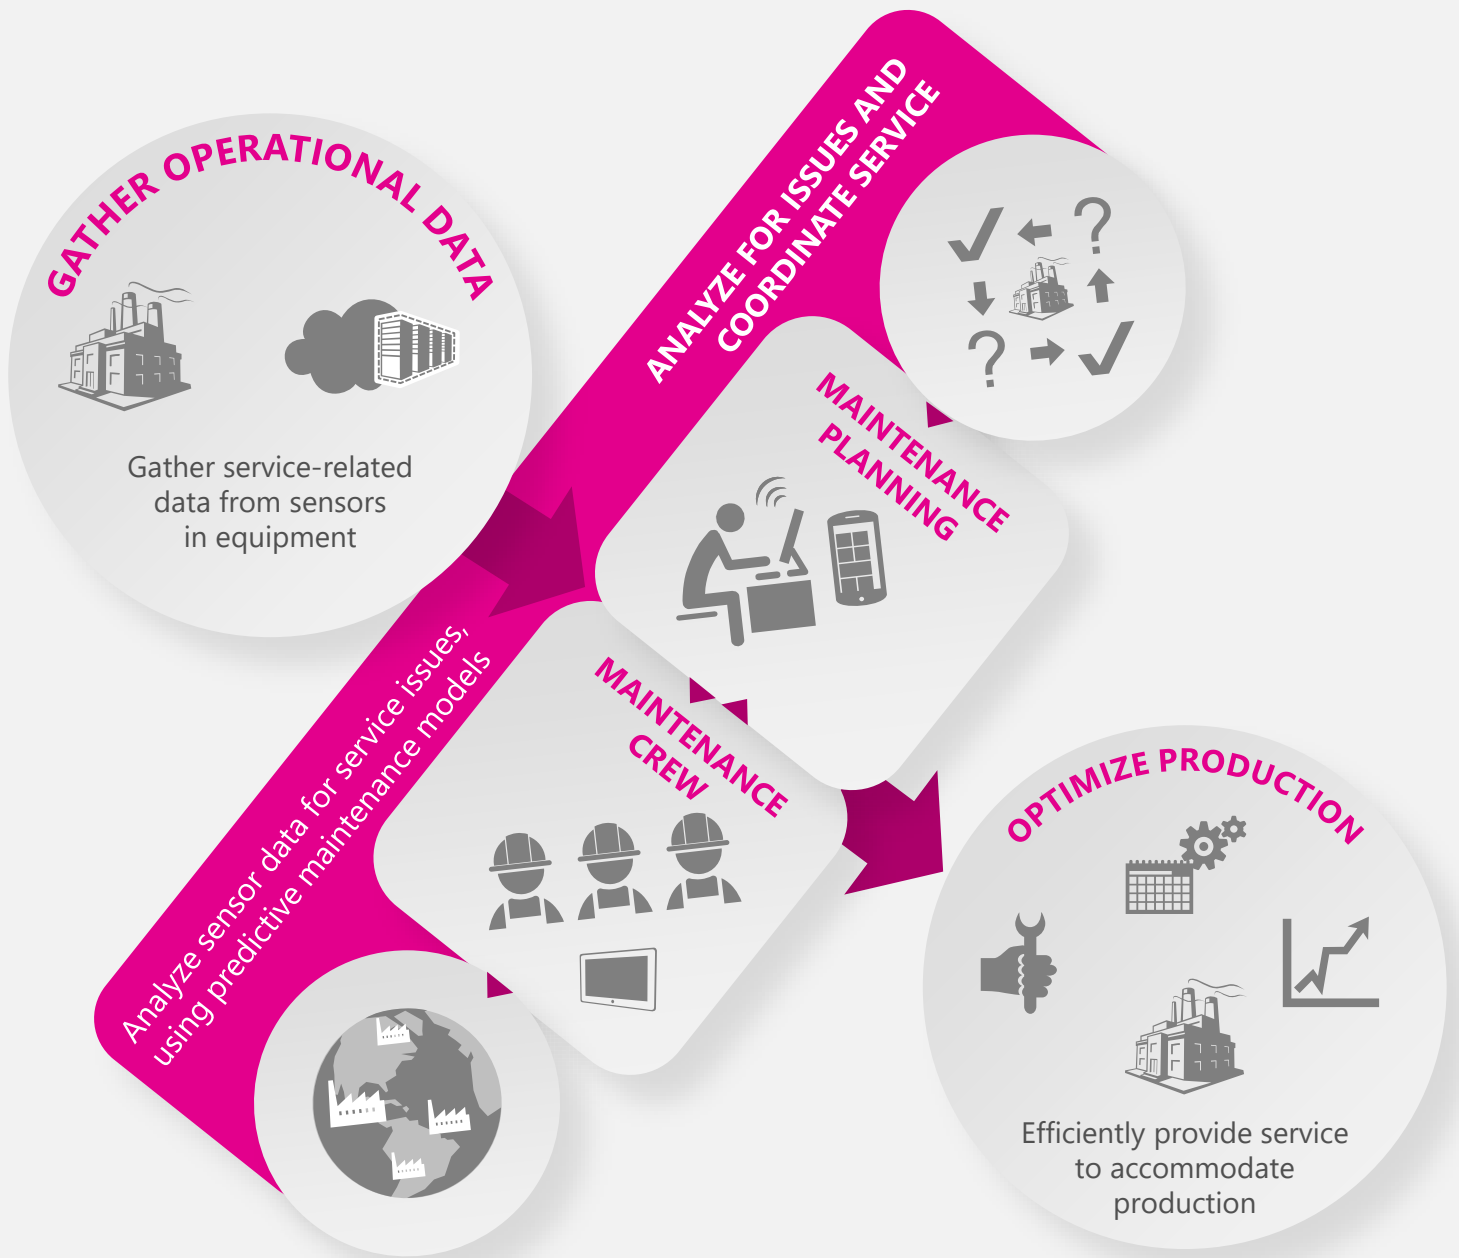 GATHER OPERATIONAL DATA
Gather service-related
data from sensors
in equipment
ANALYZE FOR ISSUES AND
COORDINATE SERVICE
Analyze sensor data for service issues,
using predictive maintenance models
MAINTENANCE
PLANNING
MAINTENANCE
CREW
OPTIMIZE PRODUCTION
Efficiently provide service
to accommodate
production